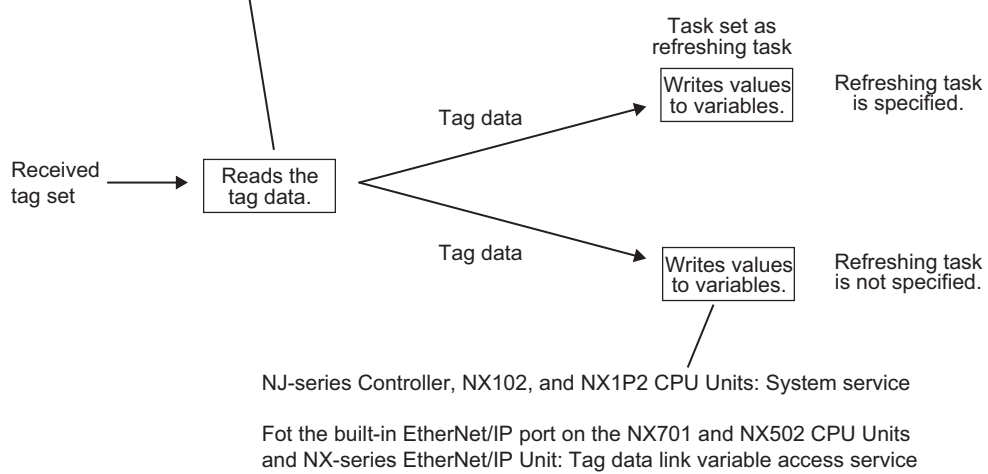 Task set as
refreshing task
Writes values
to variables.
Refreshing task
is specified.
Tag data
Received
tag set
Reads the
tag data.
Tag data
Writes values
to variables.
Refreshing task
is not specified.
NJ-series Controller, NX102, and NX1P2 CPU Units: System service
Fot the built-in EtherNet/IP port on the NX701 and NX502 CPU Units
and NX-series EtherNet/IP Unit: Tag data link variable access service